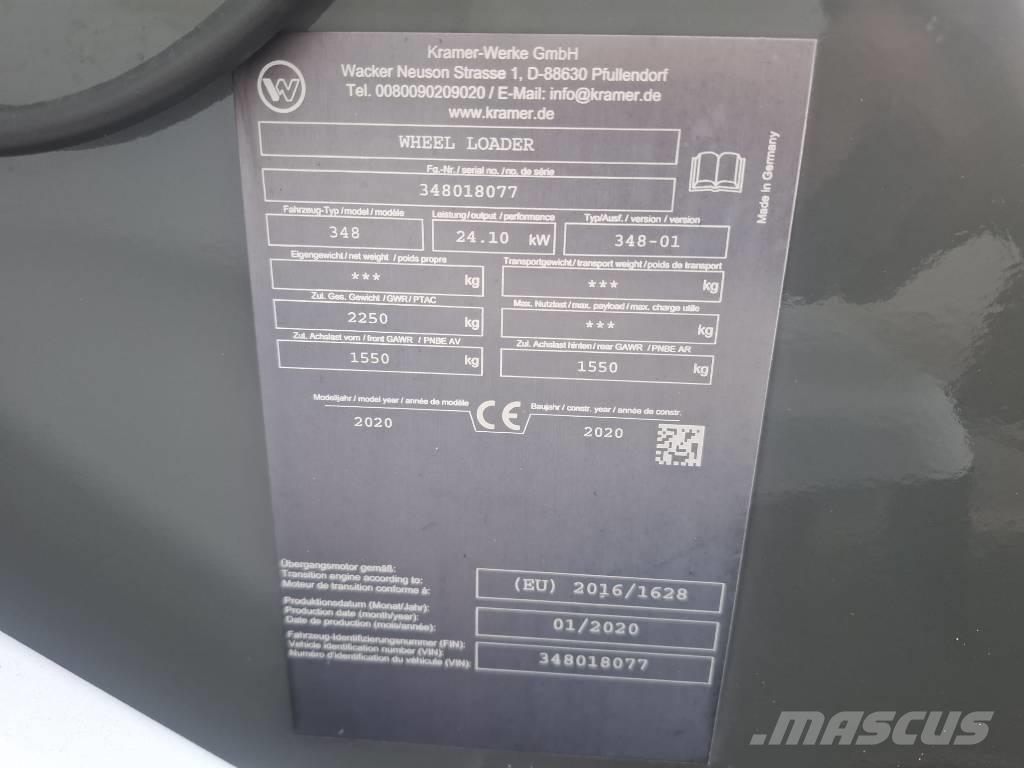 Kramer-Werke GmbH
Wacker Neuson Strasse 1, D-88630 Pfullendorf
Tel. 0080090209020 / E-Mail: info@kramer.de
www.kramer.de
WHEEL LOADER
Fg.-Nr./ serial no./ no. de série
348018077
Made in Germany
Fahrzeug-Typ / model / modèle
Leistung/output / performance
Typ/Ausf. / version / version
348
24.10 kW
348-01
Eigengewicht / net weight / poids propre
Transportgewicht/ transport weight/poids de transport
*** kg
*** kg
Zul. Ges. Gewicht / GWR/ PTAC
Max. Nutzlast / max. payload / max. charge utile
2250 kg
*** kg
Zul. Achslast vorn / front GAWR / PNBE AV
Zul. Achslast hinten / rear GAWR / PNBE AR
1550 kg
1550 kg
Modelljahr / model year / année de modèle
CE
Baujahr / constr. year / année de constr.
2020
2020
Übergangsmotor gemäß:
Transition engine according to:
Moteur de transition conforme à:
(EU) 2016/1628
Produktionsdatum (Monat/Jahr):
Production date (month/year):
Date de production (mois/année):
01/2020
Fahrzeug-Identifizierungsnummer (FIN):
Vehicle identification number (VIN):
Numéro d'identification du véhicule (VIN):
348018077
MASCUS